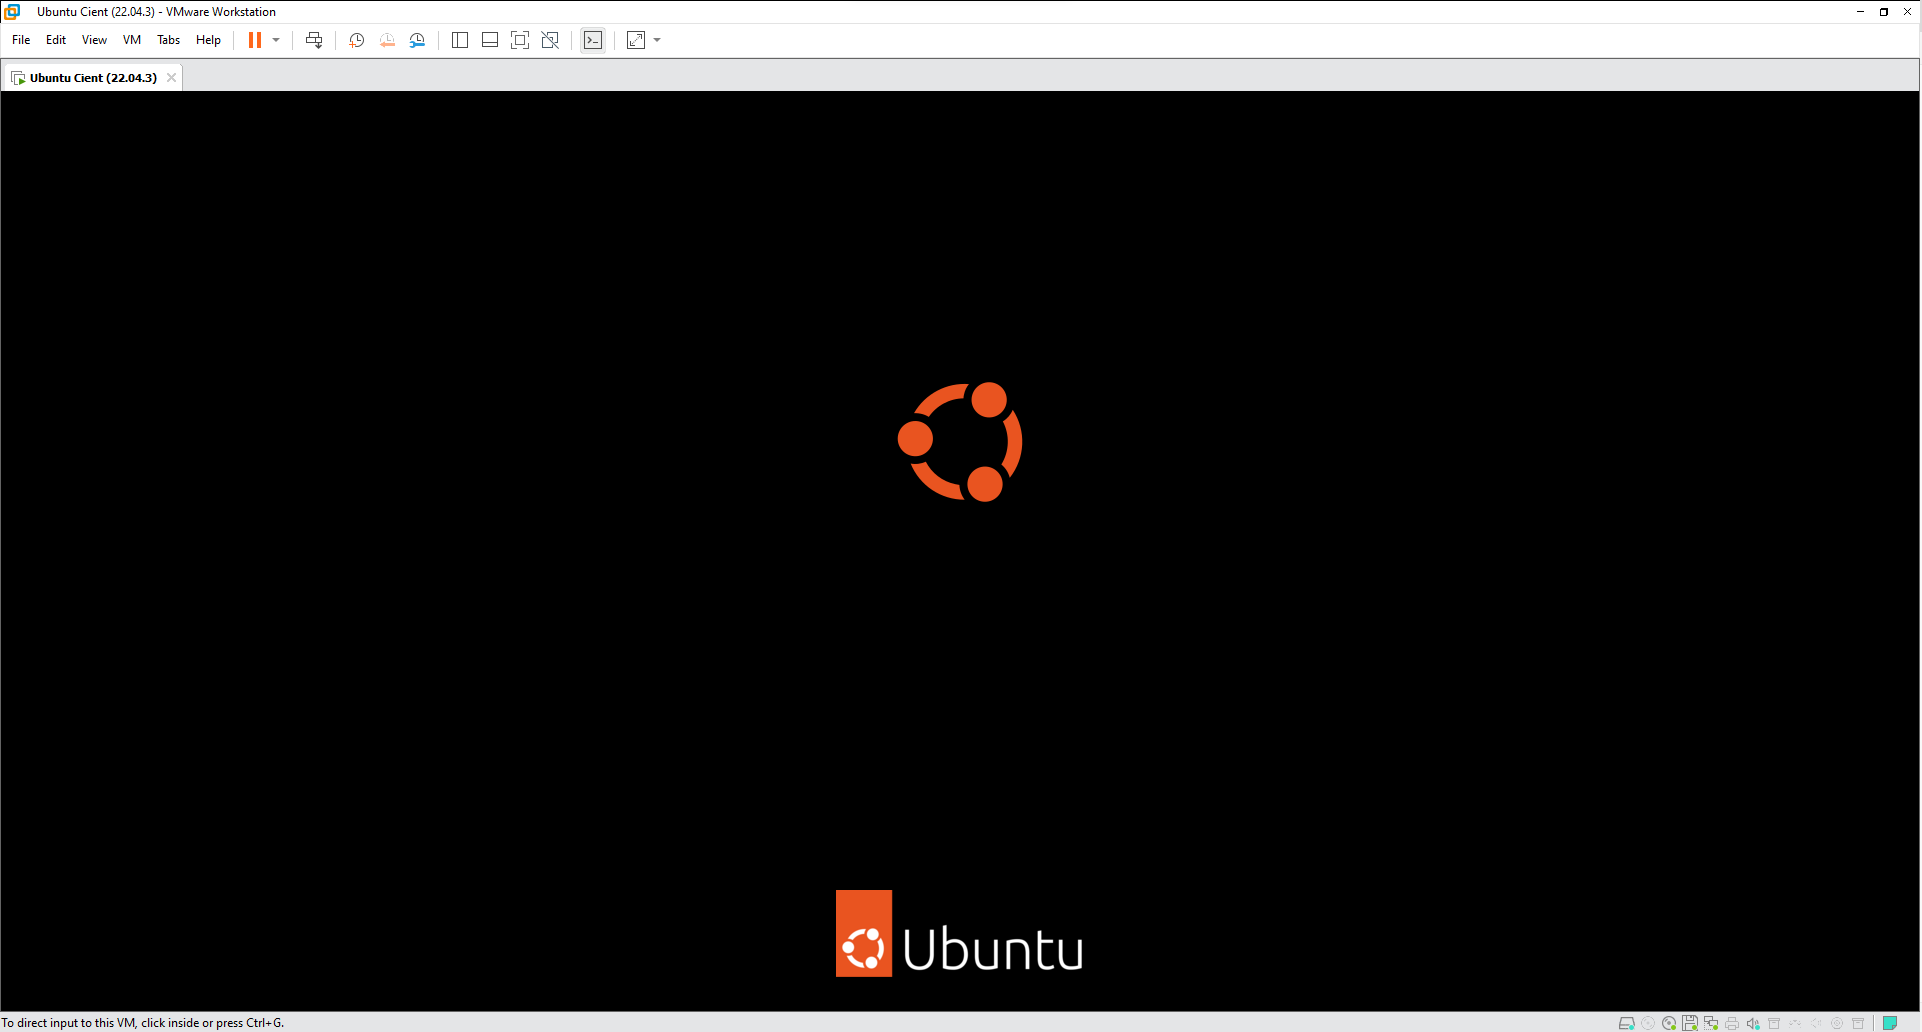 Ubuntu Cient (22.04.3) - VMware Workstation
File Edit View VM Tabs Help
Ubuntu Cient (22.04.3)
Ubuntu
To direct input to this VM, click inside or press Ctrl+G.